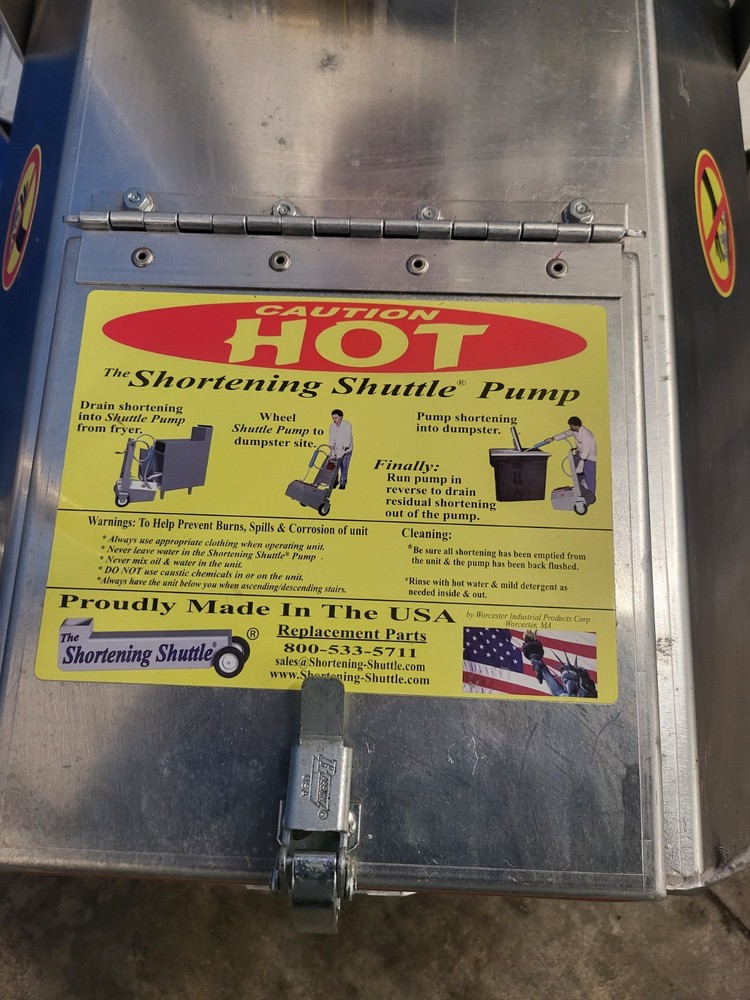 CAUTION
HOT
The Shortening Shuttle® Pump
Drain shortening
into Shuttle Pump
from fryer.
Wheel
Shuttle Pump to
dumpster site.
Pump shortening
into dumpster.
Finally:
Run pump in
reverse to drain
residual shortening
out of the pump.
Warnings: To Help Prevent Burns, Spills & Corrosion of unit
* Always use appropriate clothing when operating unit.
* Never leave water in the Shortening Shuttle® Pump
* Never mix oil & water in the unit.
* DO NOT use caustic chemicals in or on the unit.
*Always have the unit below you when ascending/descending stairs.
Cleaning:
*Be sure all shortening has been emptied from
the unit & the pump has been back flushed.
*Rinse with hot water & mild detergent as
needed inside & out.
Proudly Made In The USA
by Worcester Industrial Products Corp
Worcester, MA
The
Shortening Shuttle®
®
Replacement Parts
800-533-5711
sales@Shortening-Shuttle.com
www.Shortening-Shuttle.com
USA